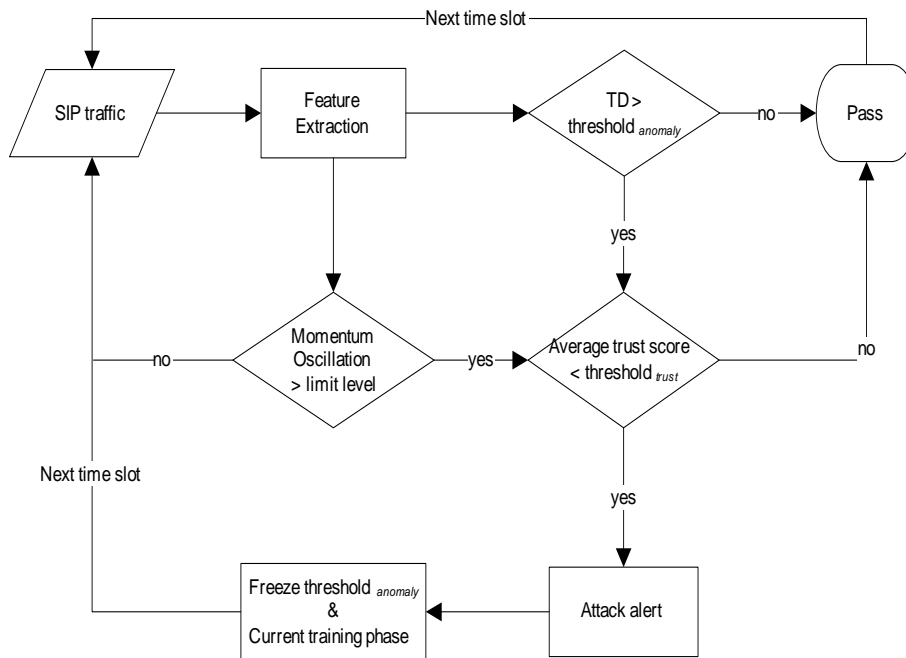 Next time slot
SIP traffic
Feature
Extraction
TD >
threshold anomaly
no
Pass
yes
Momentum
Oscillation
> limit level
no
yes
Average trust score
< threshold trust
no
Next time slot
yes
Freeze threshold anomaly
&
Current training phase
Attack alert